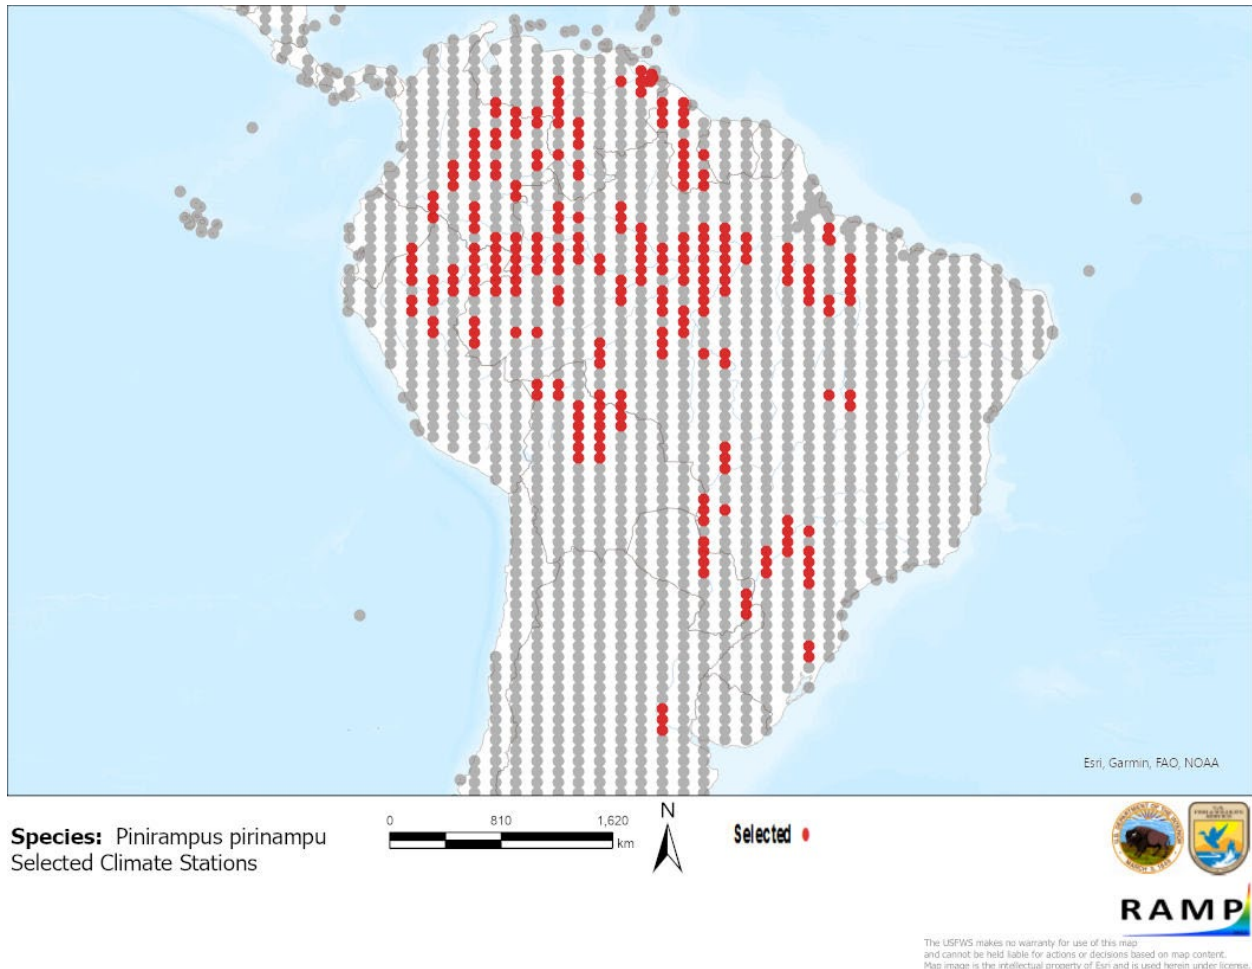 Esri, Garmin, FAO, NOAA
Species: Pinirampus pirinampu
Selected Climate Stations
0 810 1,620
km
N
Selected
RAMP
The USFWS makes no warranty for use of this map
and cannot be held liable for actions or decisions based on map content.
Map image is the intellectual property of Esri and is used herein under license.